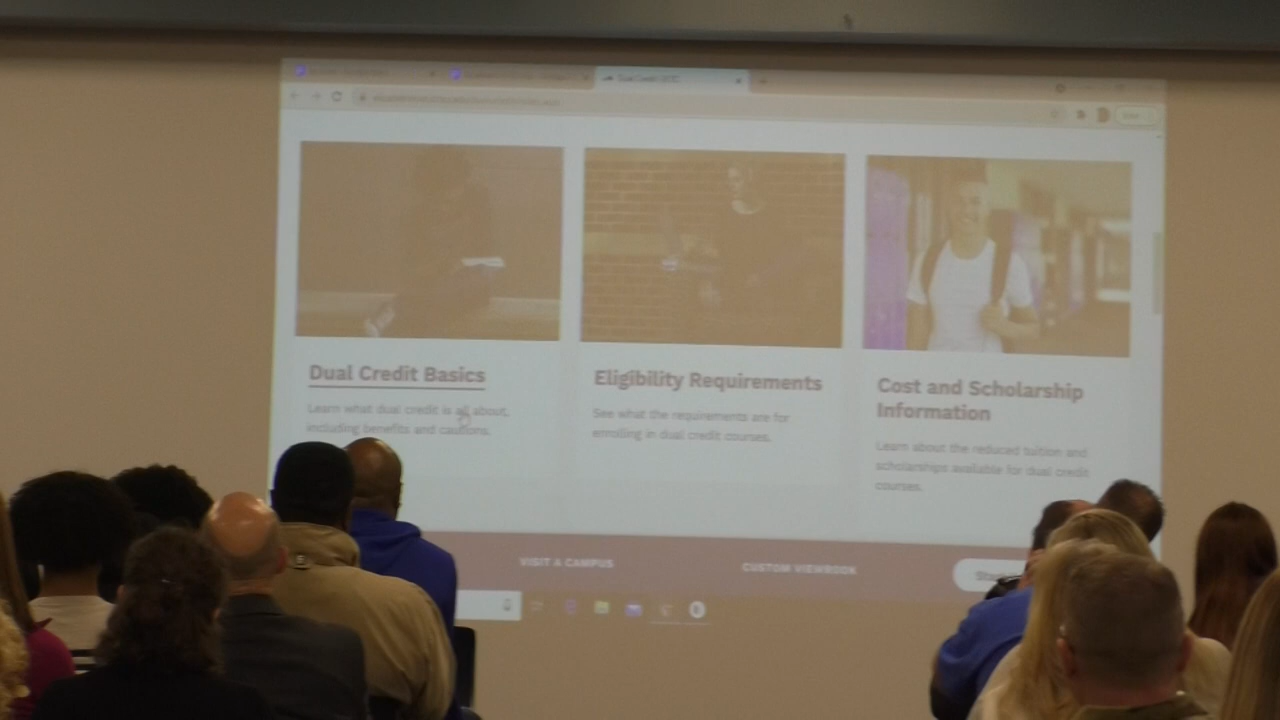 Dual Credit Basics
Learn what dual credit is all about,
including benefits and cautions.
Eligibility Requirements
See what the requirements are for
enrolling in dual credit courses.
Cost and Scholarship
Information
Learn about the reduced tuition and
scholarships available for dual credit
courses.
VISIT A CAMPUS
CUSTOM VIEWBOOK